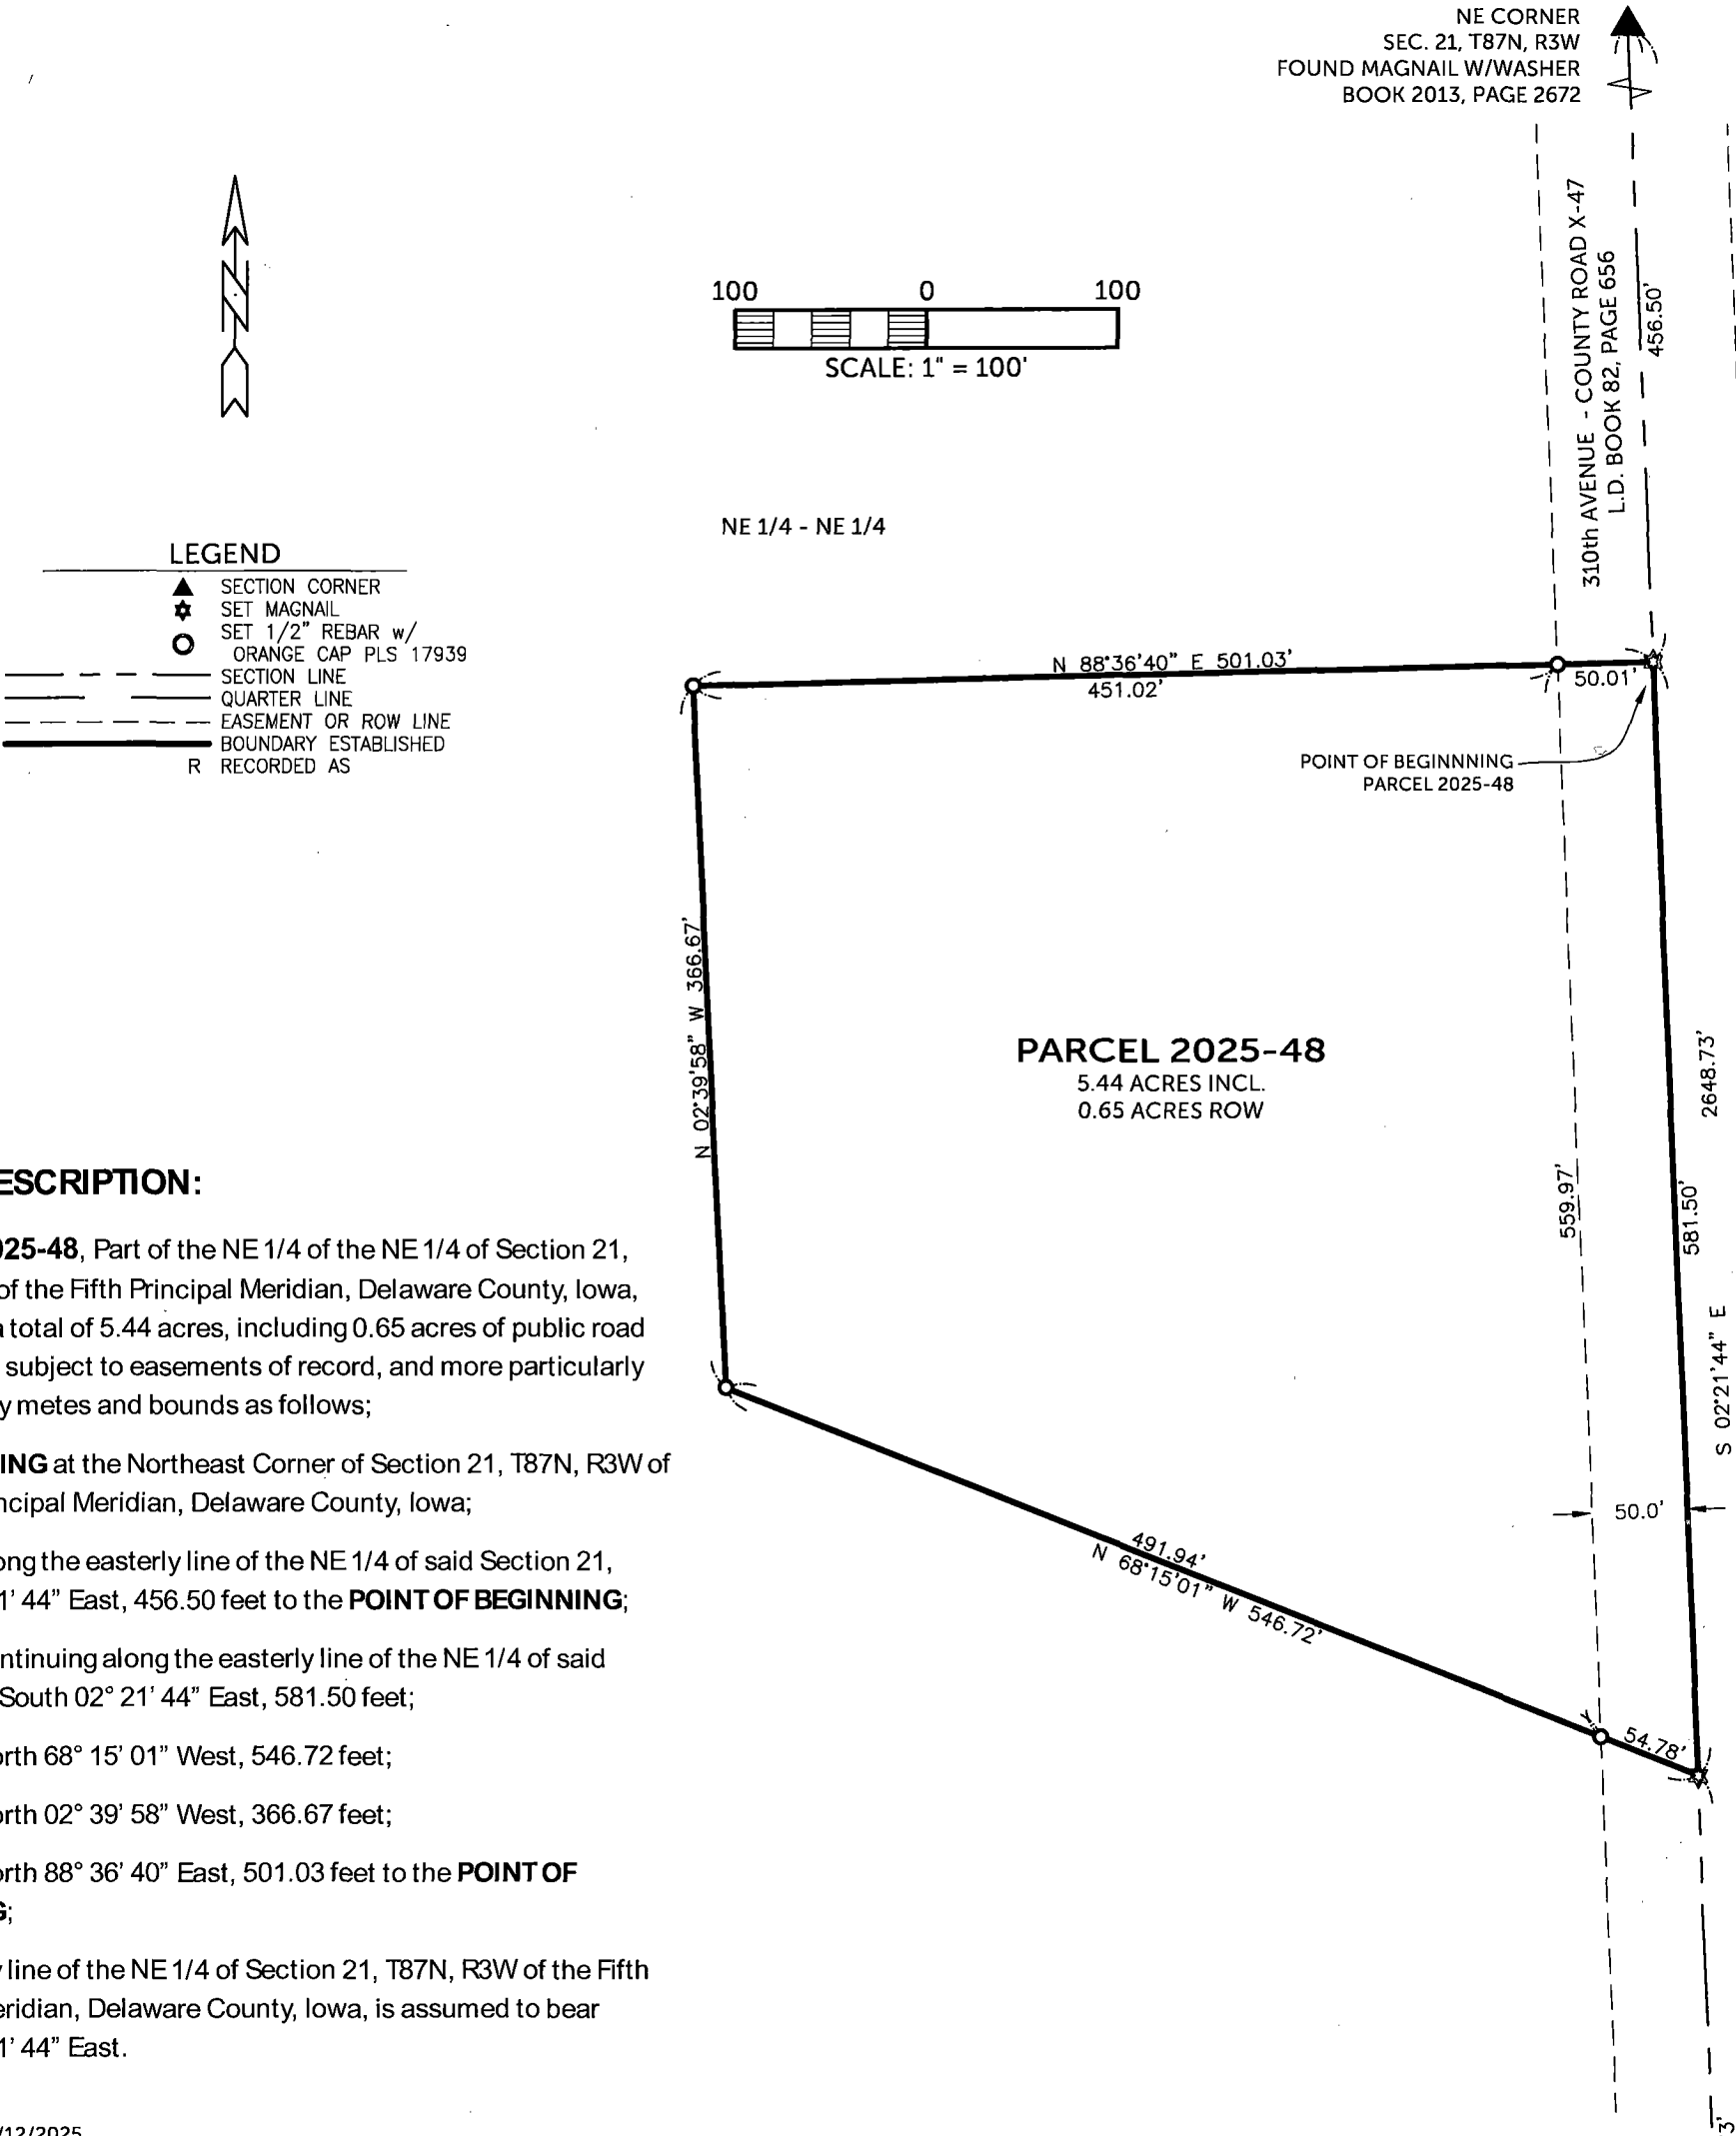 NE CORNER
SEC. 21, T87N, R3W
FOUND MAGNAIL W/WASHER
BOOK 2013, PAGE 2672
310th AVENUE - COUNTY ROAD X-47
L.D. BOOK 82, PAGE 656
456.50'
N
100 0 100
SCALE: 1" = 100'
NE 1/4 - NE 1/4
LEGEND
SECTION CORNER
SET MAGNAIL
SET 1/2" REBAR w/
ORANGE CAP PLS 17939
SECTION LINE
QUARTER LINE
EASEMENT OR ROW LINE
BOUNDARY ESTABLISHED
R RECORDED AS
N 88°36'40" E 501.03'
451.02'
50.01'
POINT OF BEGINNNING
PARCEL 2025-48
N 02°39'58" W 366.67'
PARCEL 2025-48
5.44 ACRES INCL.
0.65 ACRES ROW
559.97'
581.50'
2648.73'
S 02°21'44" E
50.0'
491.94'
N 68°15'01" W 546.72'
54.78'
ESCRIPTION:
025-48, Part of the NE 1/4 of the NE 1/4 of Section 21,
of the Fifth Principal Meridian, Delaware County, Iowa,
a total of 5.44 acres, including 0.65 acres of public road
subject to easements of record, and more particularly
y metes and bounds as follows;
ING at the Northeast Corner of Section 21, T87N, R3W of
ncipal Meridian, Delaware County, Iowa;
ong the easterly line of the NE 1/4 of said Section 21,
1' 44" East, 456.50 feet to the POINT OF BEGINNING;
ntinuing along the easterly line of the NE 1/4 of said
South 02° 21' 44" East, 581.50 feet;
orth 68° 15' 01" West, 546.72 feet;
orth 02° 39' 58" West, 366.67 feet;
orth 88° 36' 40" East, 501.03 feet to the POINT OF
G;
y line of the NE 1/4 of Section 21, T87N, R3W of the Fifth
eridian, Delaware County, Iowa, is assumed to bear
1' 44" East.
/12/2025
3'